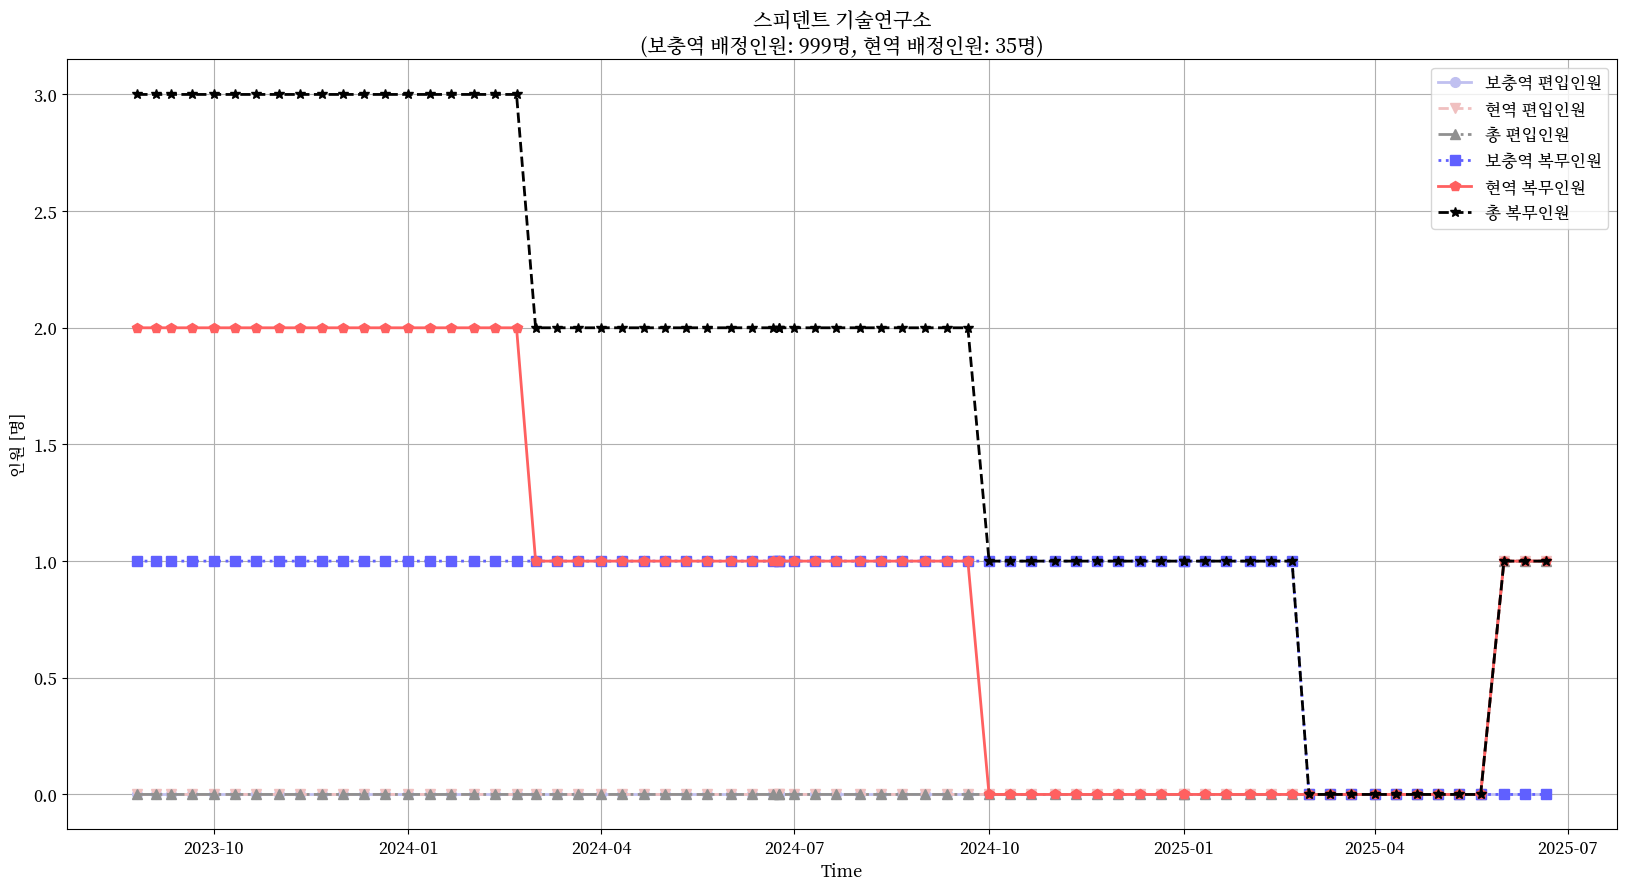 스피덴트 기술연구소
(보충역 배정인원: 999명, 현역 배정인원: 35명)
보충역 편입인원
현역 편입인원
총 편입인원
보충역 복무인원
현역 복무인원
총 복무인원
인원 [명]
3.0
2.5
2.0
1.5
1.0
0.5
0.0
2023-10
2024-01
2024-04
2024-07
2024-10
2025-01
2025-04
2025-07
Time